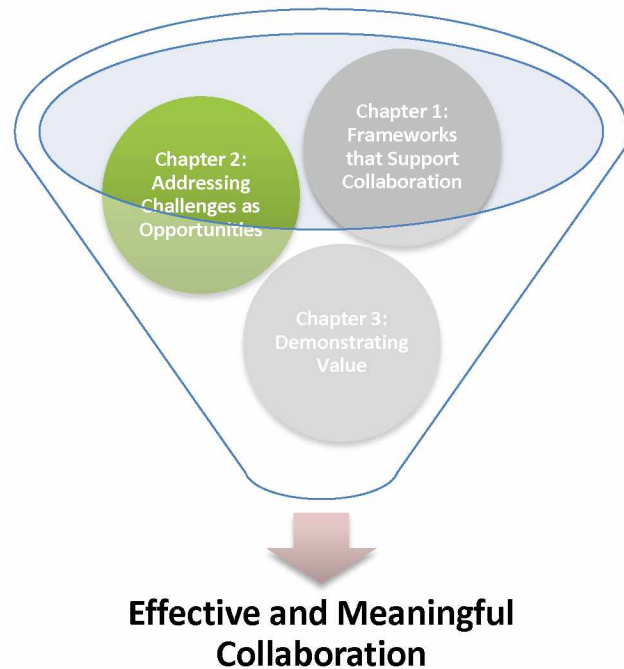 Chapter 1:
Frameworks
that Support
Collaboration
Chapter 2:
Addressing
Challenges as
Opportunities
Chapter 3:
Demonstrating
Value
Effective and Meaningful
Collaboration